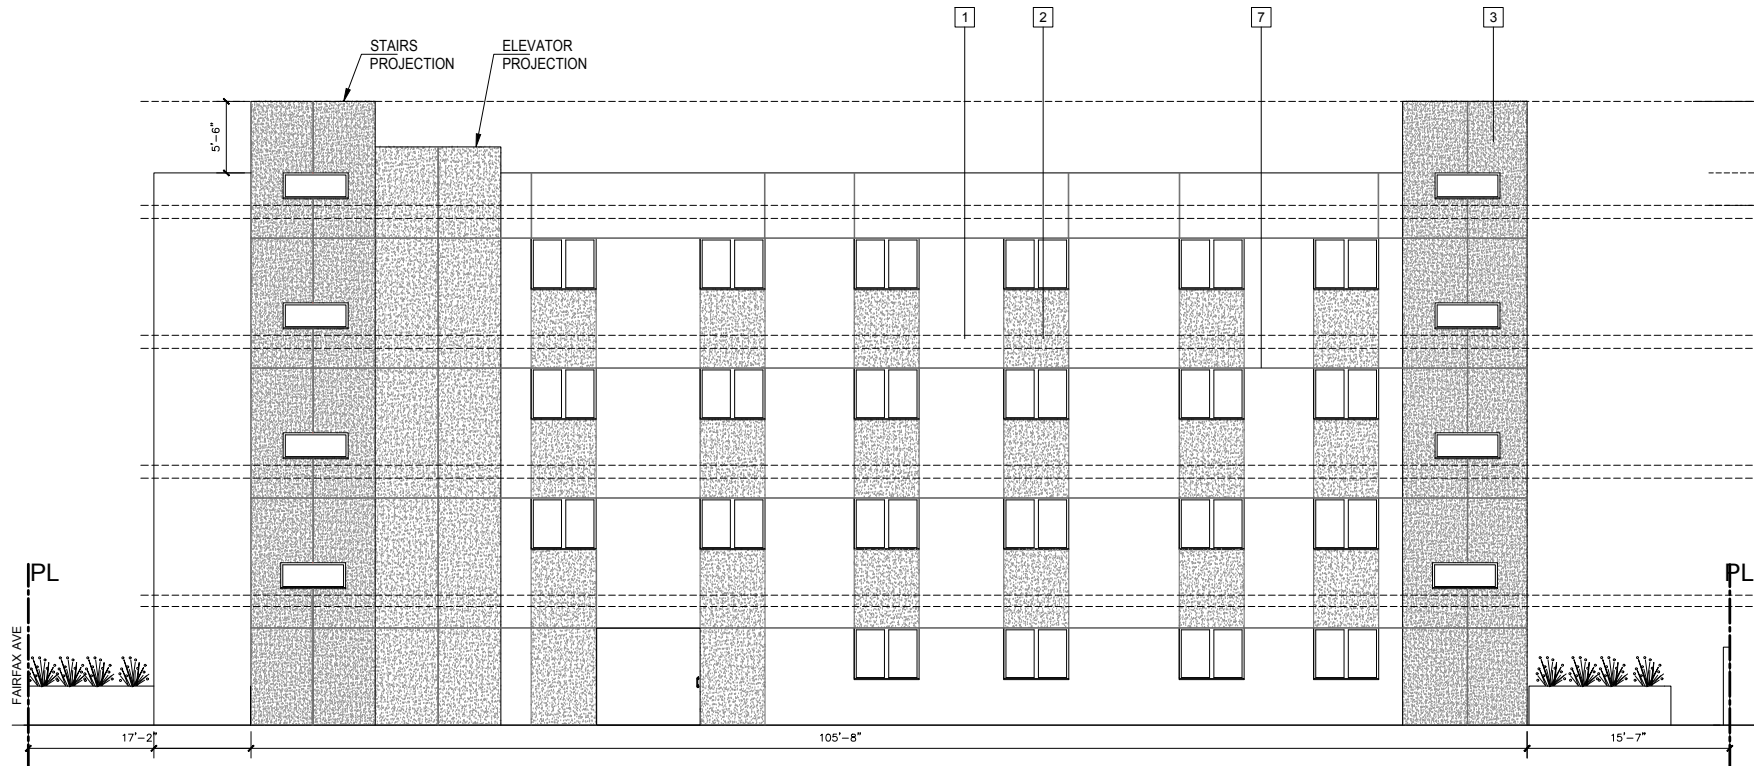 1
2
7
3
STAIRS
PROJECTION
ELEVATOR
PROJECTION
5'-6"
PL
PL
FAIRFAX AVE
17'-2"
105'-8"
15'-7"